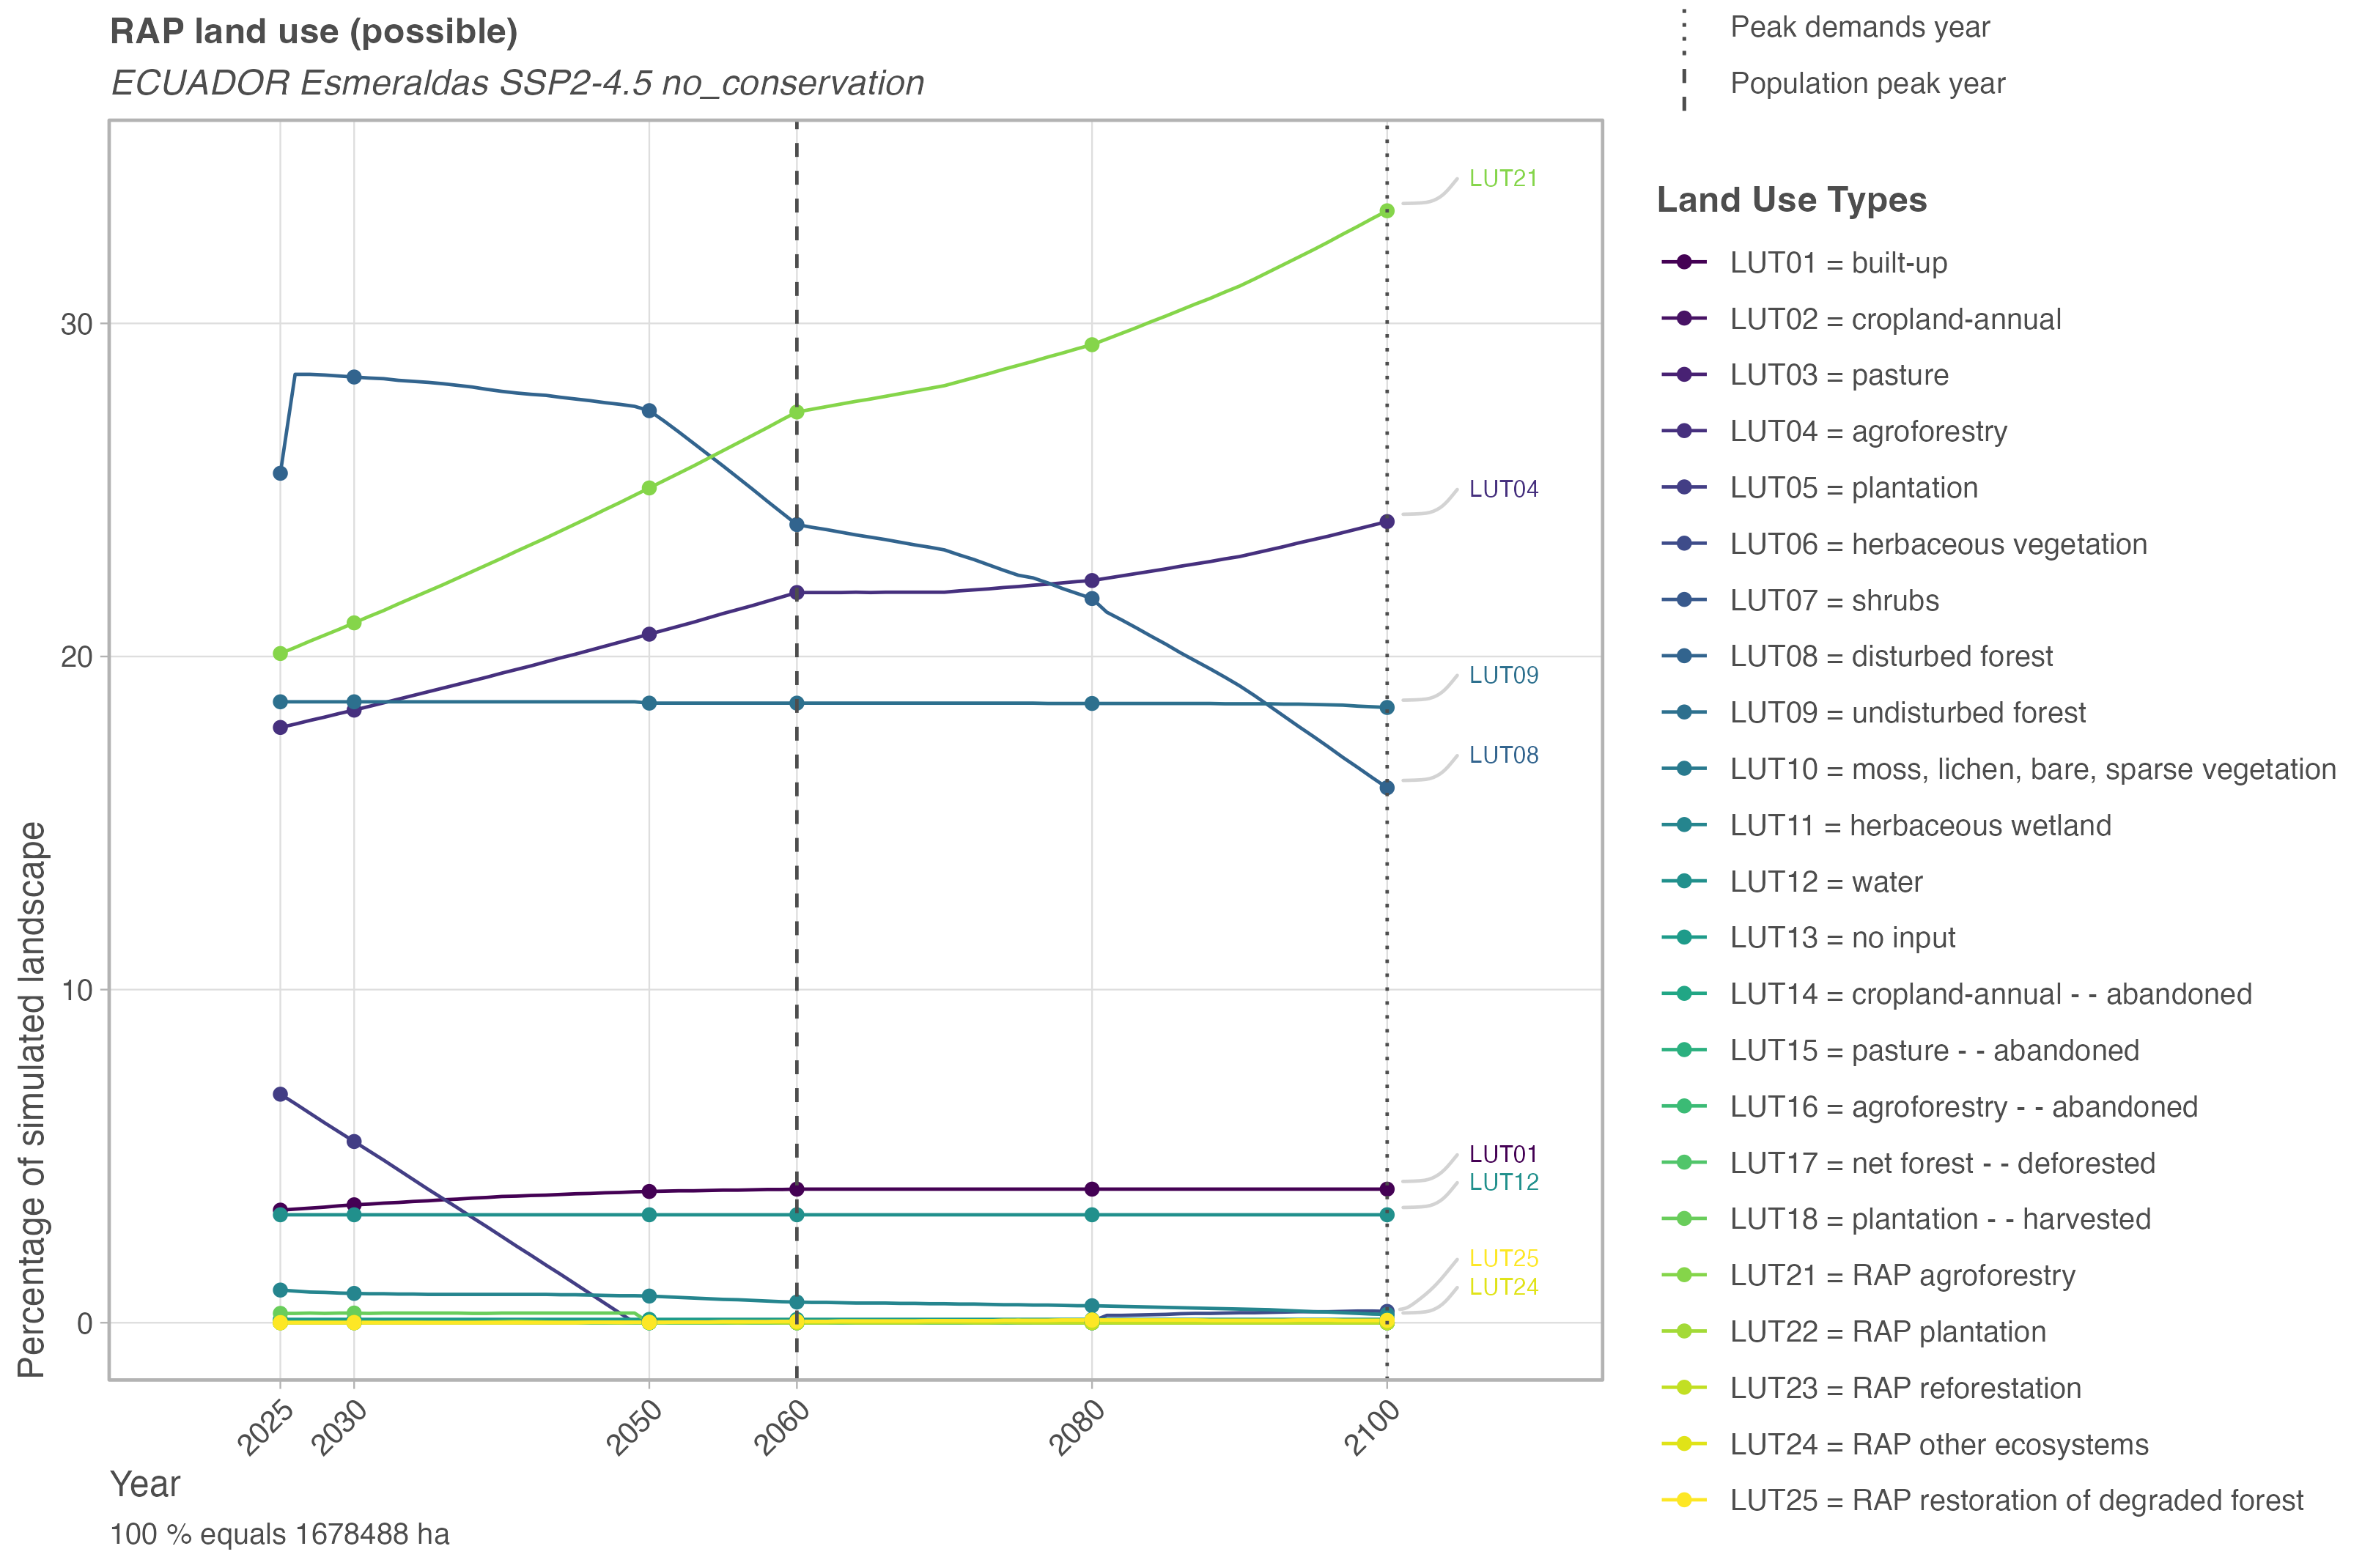 RAP land use (possible)
ECUADOR Esmeraldas SSP2-4.5 no_conservation
Percentage of simulated landscape
30
20
10
0
LUT21
LUT04
LUT09
LUT08
LUT01
LUT12
LUT25
LUT24
2025
2030
2050
2060
2080
2100
Year
100 % equals 1678488 ha
Peak demands year
Population peak year
Land Use Types
LUT01 = built-up
LUT02 = cropland-annual
LUT03 = pasture
LUT04 = agroforestry
LUT05 = plantation
LUT06 = herbaceous vegetation
LUT07 = shrubs
LUT08 = disturbed forest
LUT09 = undisturbed forest
LUT10 = moss, lichen, bare, sparse vegetation
LUT11 = herbaceous wetland
LUT12 = water
LUT13 = no input
LUT14 = cropland-annual - - abandoned
LUT15 = pasture - - abandoned
LUT16 = agroforestry - - abandoned
LUT17 = net forest - - deforested
LUT18 = plantation - - harvested
LUT21 = RAP agroforestry
LUT22 = RAP plantation
LUT23 = RAP reforestation
LUT24 = RAP other ecosystems
LUT25 = RAP restoration of degraded forest